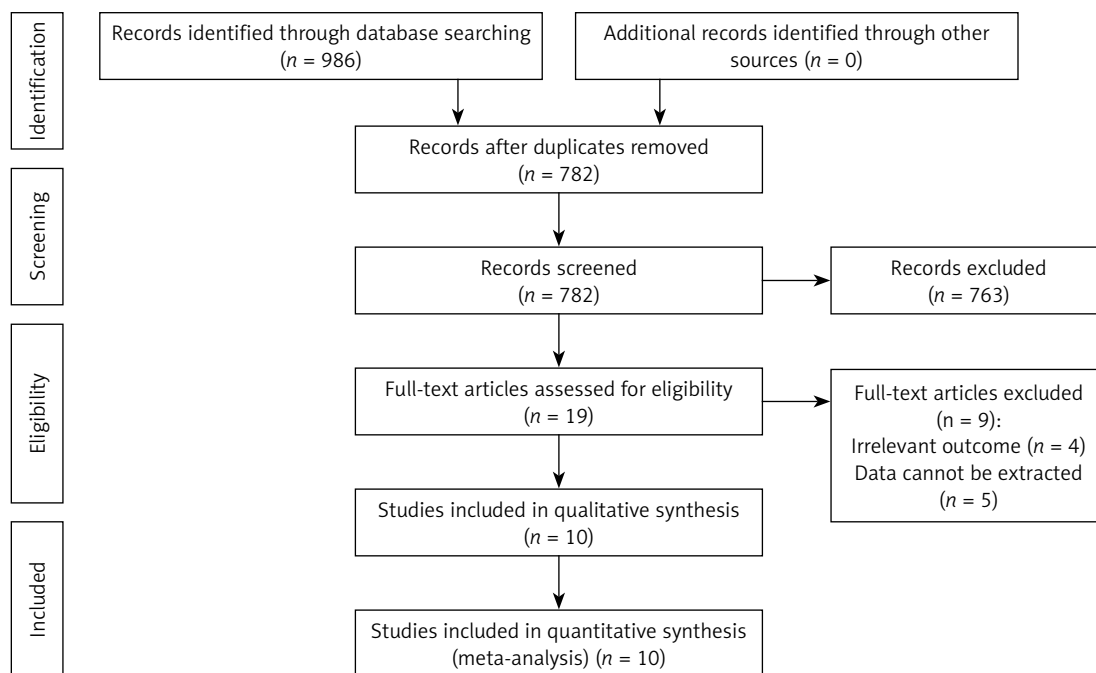 Identification
Records identified through database searching
(n = 986)
Additional records identified through other
sources (n = 0)
Records after duplicates removed
(n = 782)
Screening
Records screened
(n = 782)
Records excluded
(n = 763)
Eligibility
Full-text articles assessed for eligibility
(n = 19)
Full-text articles excluded
(n = 9):
Irrelevant outcome (n = 4)
Data cannot be extracted
(n = 5)
Studies included in qualitative synthesis
(n = 10)
Included
Studies included in quantitative synthesis
(meta-analysis) (n = 10)